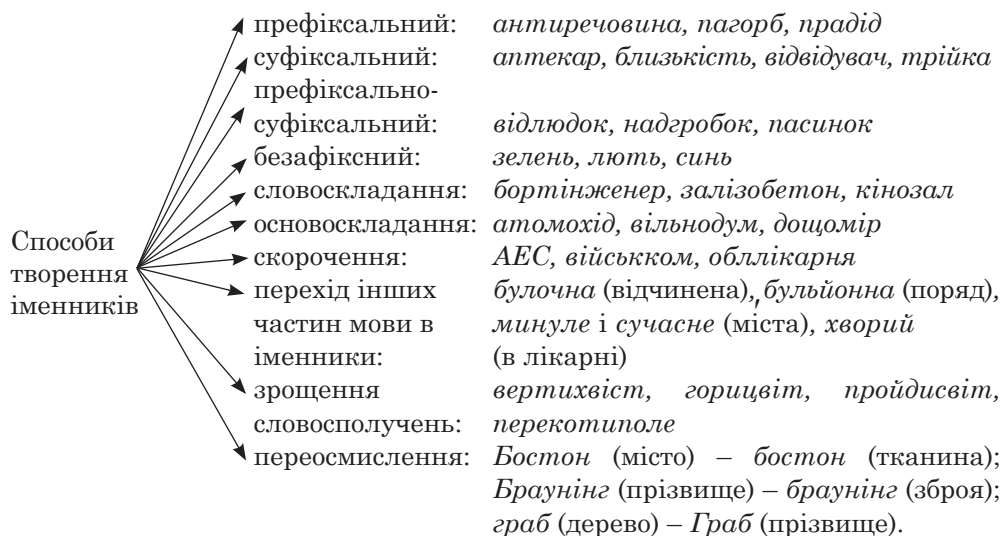 префіксальний: антиречовина, пагорб, прадід
суфіксальний: аптекар, близькість, відвідувач, трійка
префіксально-
суфіксальний: відлюдок, надгробок, пасинок
безафіксний: зелень, лють, синь
словоскладання: бортінженер, залізобетон, кінозал
основоскладання: атомохід, вільнодум, дощомір
Способи
творення
іменників
скорочення: АЕС, військком, обллікарня
перехід інших булочна (відчинена), бульйонна (поряд),
частин мови в минуле і сучасне (міста), хворий
іменники: (в лікарні)
зрощення вертихвіст, горицвіт, пройдисвіт,
словосполучень: перекотиполе
переосмислення: Бостон (місто) – бостон (тканина);
Браунінг (прізвище) – браунінг (зброя);
граб (дерево) – Граб (прізвище).